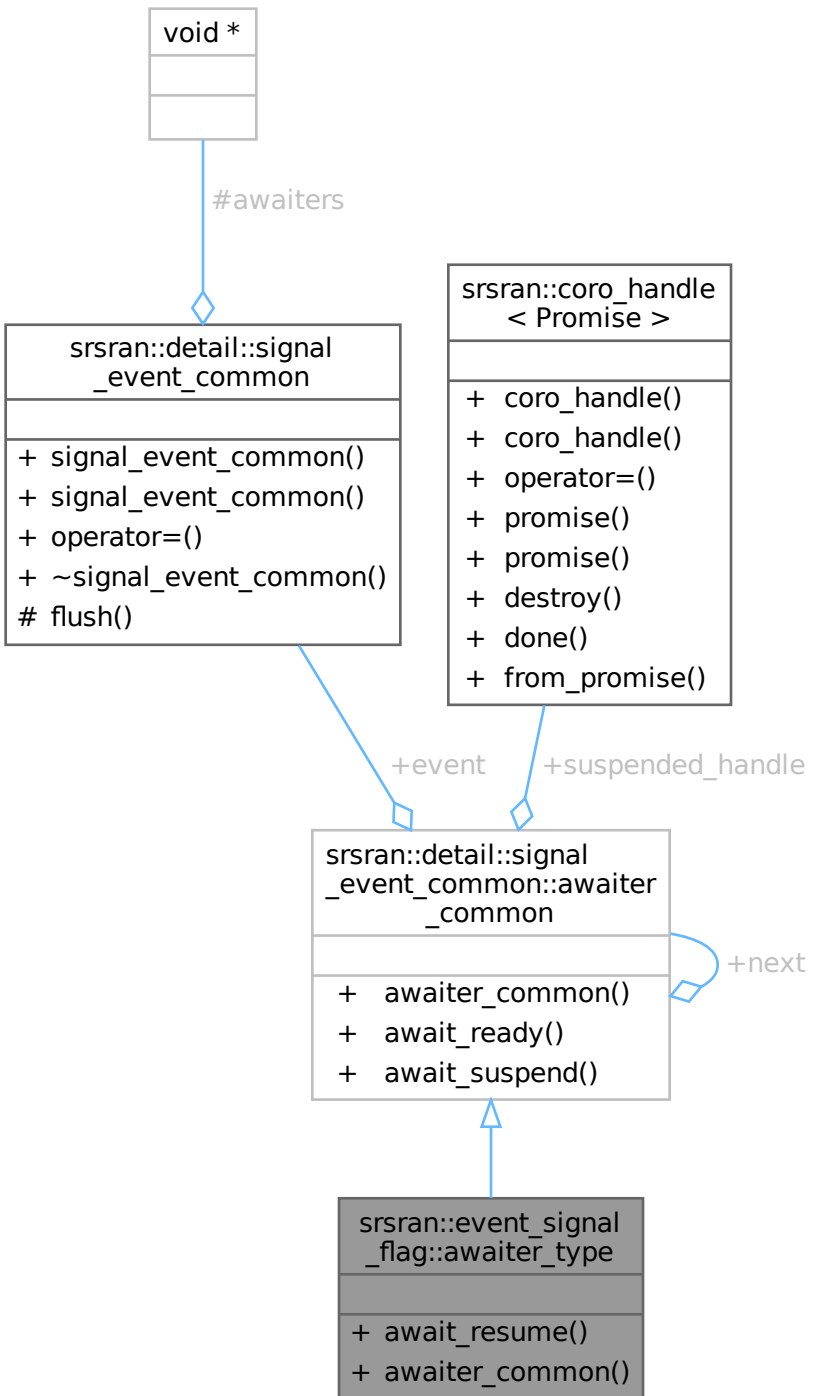 void *
#awaiters
srsran::detail::signal
_event_common
+ signal_event_common()
+ signal_event_common()
+ operator=()
+ ~signal_event_common()
# flush()
srsran::coro_handle
< Promise >
+ coro_handle()
+ coro_handle()
+ operator=()
+ promise()
+ promise()
+ destroy()
+ done()
+ from_promise()
+event
+suspended_handle
srsran::detail::signal
_event_common::awaiter
_common
+ awaiter_common()
+ await_ready()
+ await_suspend()
+next
srsran::event_signal
_flag::awaiter_type
+ await_resume()
+ awaiter_common()